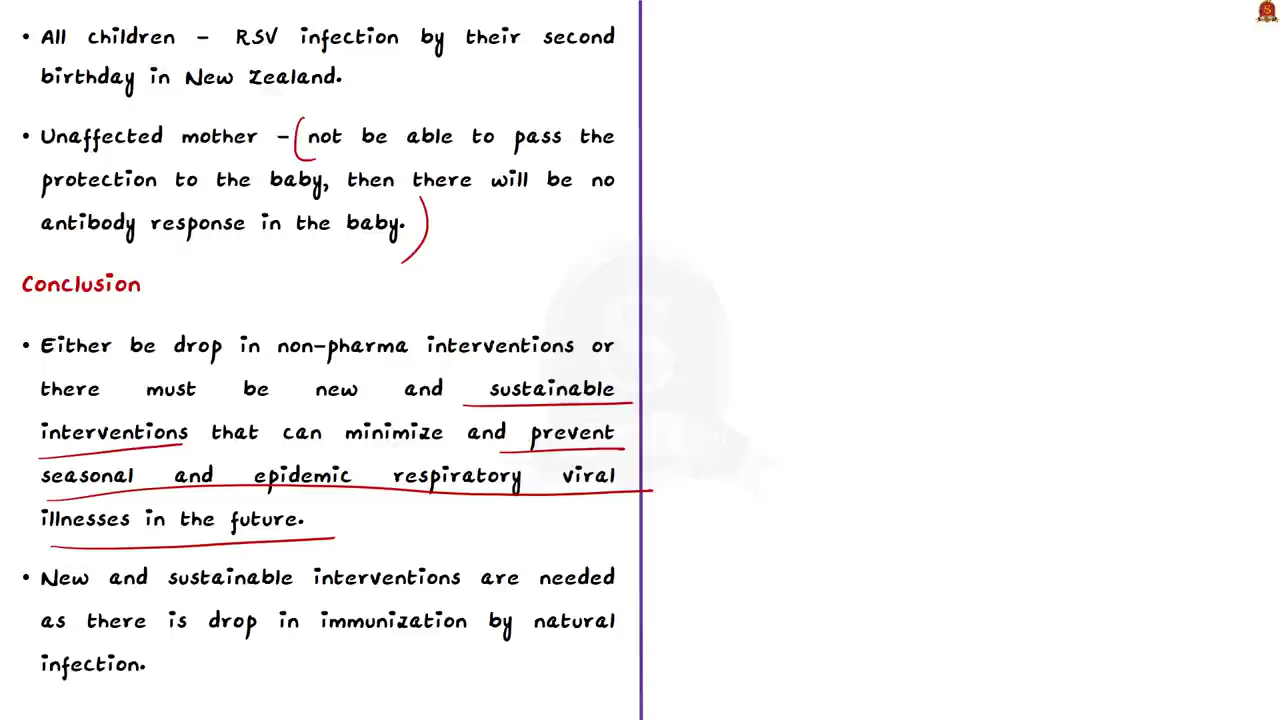 • All children – RSV infection by their second
birthday in New Zealand.
• Unaffected mother – not be able to pass the
protection to the baby, then there will be no
antibody response in the baby.
Conclusion
• Either be drop in non-pharma interventions or
there must be new and sustainable
interventions that can minimize and prevent
seasonal and epidemic respiratory viral
illnesses in the future.
• New and sustainable interventions are needed
as there is drop in immunization by natural
infection.